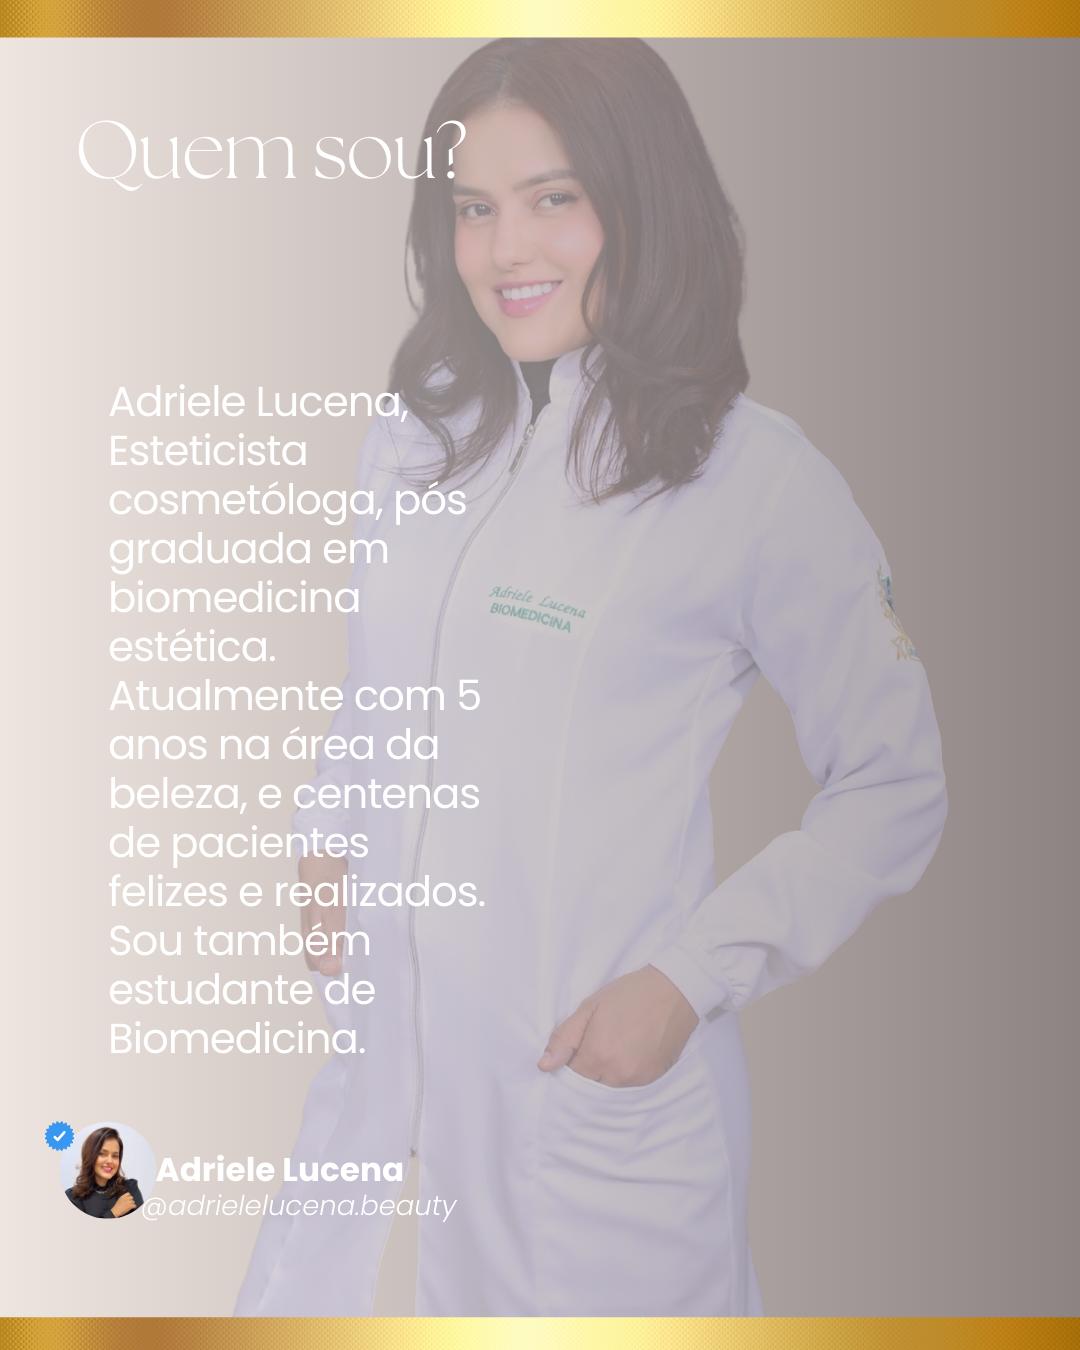 Quem sou?
Adriele Lucena,
Esteticista
cosmetóloga, pós
graduada em
biomedicina
estética.
Atualmente com 5
anos na área da
beleza, e centenas
de pacientes
felizes e realizados.
Sou também
estudante de
Biomedicina.
Adriele Lucena
BIOMEDICINA
Adriele Lucena
@adrielelucena.beauty